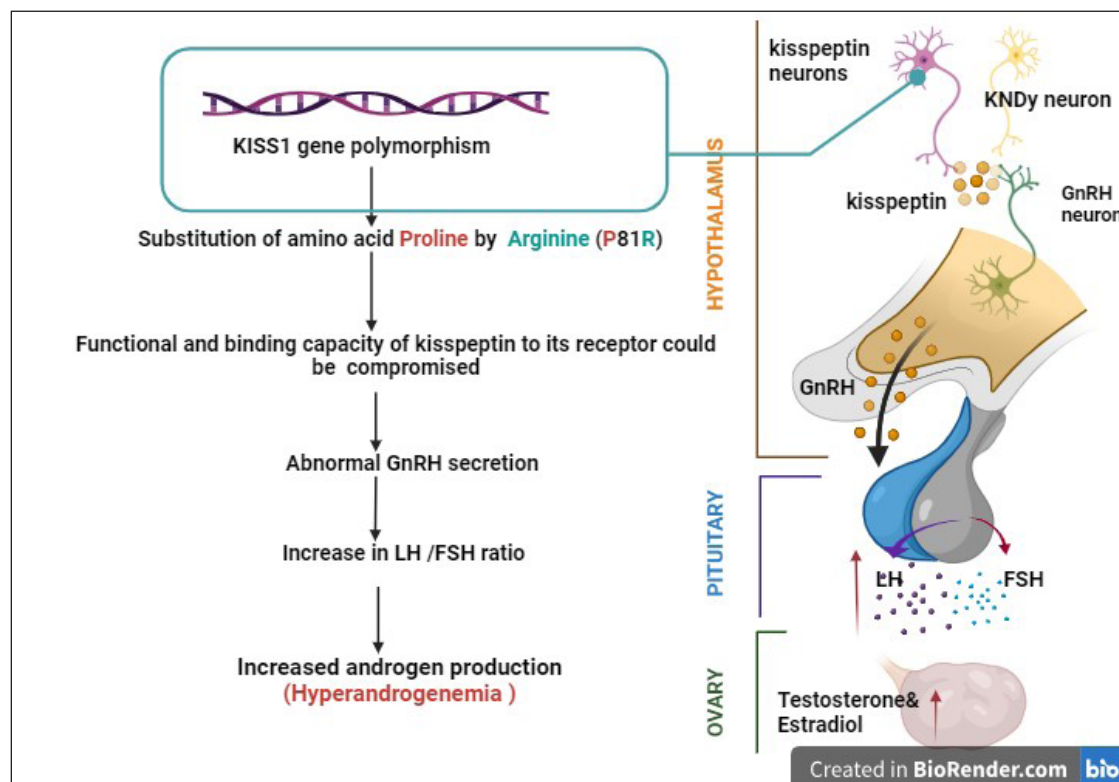 KISS1 gene polymorphism
Substitution of amino acid Proline by Arginine (P81R)
Functional and binding capacity of kisspeptin to its receptor could
be compromised
Abnormal GnRH secretion
Increase in LH /FSH ratio
Increased androgen production
(Hyperandrogenemia )
HYPOTHALAMUS
kisspeptin
neurons
KNDy neuron
kisspeptin
GnRH
neuron
GnRH
PITUITARY
LH
FSH
OVARY
Testosterone&
Estradiol
Created in BioRender.com bio